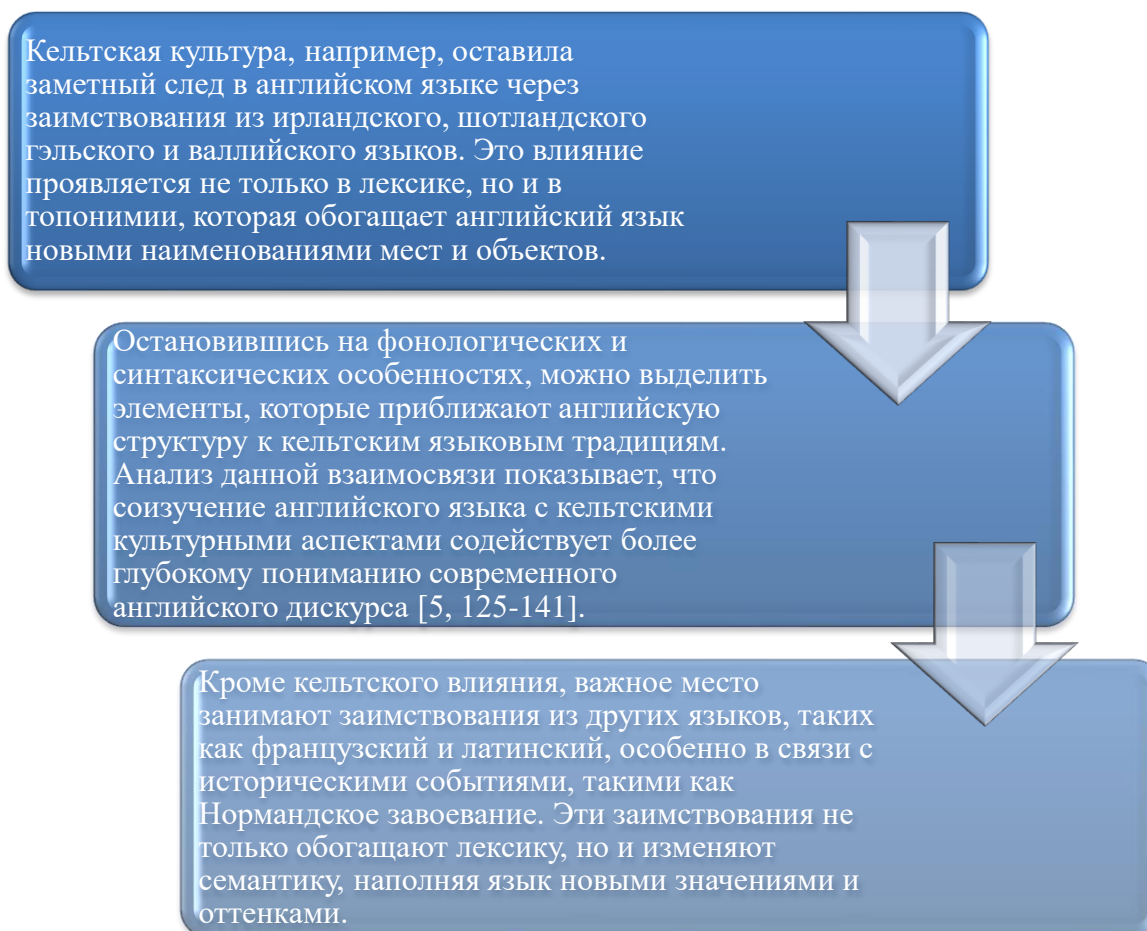 Кельтская культура, например, оставила
заметный след в английском языке через
заимствования из ирландского, шотландского
гэльского и валлийского языков. Это влияние
проявляется не только в лексике, но и в
топонимии, которая обогащает английский язык
новыми наименованиями мест и объектов.
Остановившись на фонологических и
синтаксических особенностях, можно выделить
элементы, которые приближают английскую
структуру к кельтским языковым традициям.
Анализ данной взаимосвязи показывает, что
соизучение английского языка с кельтскими
культурными аспектами содействует более
глубокому пониманию современного
английского дискурса [5, 125-141].
Кроме кельтского влияния, важное место
занимают заимствования из других языков, таких
как французский и латинский, особенно в связи с
историческими событиями, такими как
Нормандское завоевание. Эти заимствования не
только обогащают лексику, но и изменяют
семантику, наполняя язык новыми значениями и
оттенками.